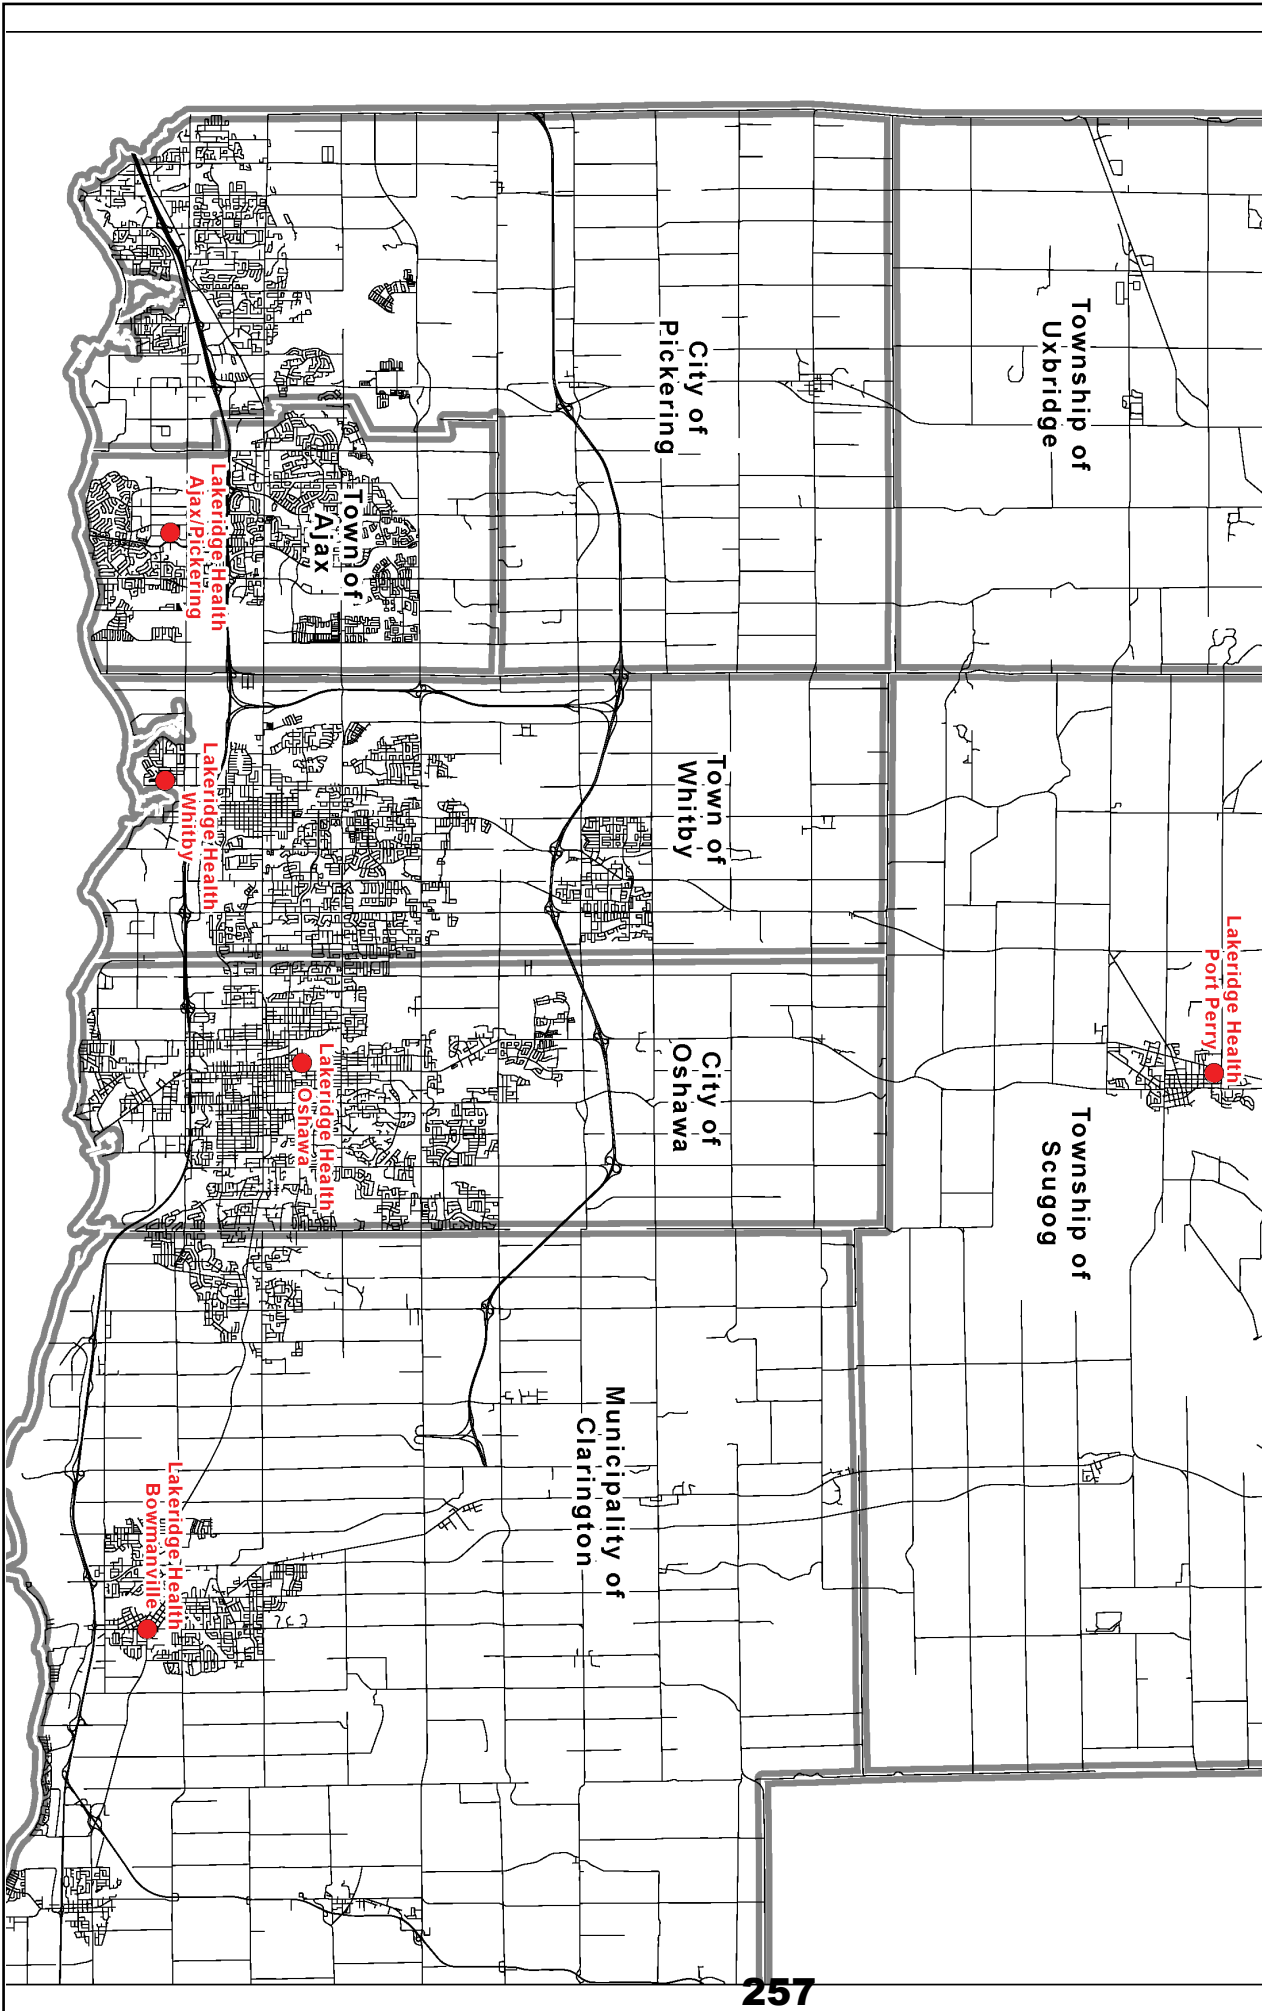 Township of
Uxbridge
City of
Pickering
Town of
Ajax
Lakeridge Health
Ajax/Pickering
Town of
Whitby
Lakeridge Health
Whitby
Lakeridge Health
Port Perry
City of
Oshawa
Lakeridge Health
Oshawa
Township of
Scugog
Municipality of
Clarington
Lakeridge Health
Bowmanville
257